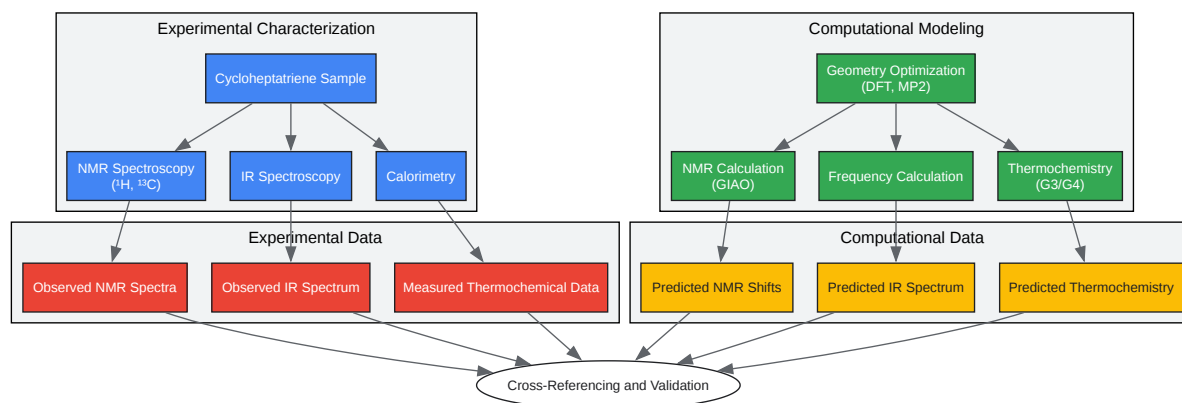 Experimental Characterization
Cycloheptatriene Sample
NMR Spectroscopy
(¹H, ¹³C)
IR Spectroscopy
Calorimetry
Experimental Data
Observed NMR Spectra
Observed IR Spectrum
Measured Thermochemical Data
Computational Modeling
Geometry Optimization
(DFT, MP2)
NMR Calculation
(GIAO)
Frequency Calculation
Thermochemistry
(G3/G4)
Computational Data
Predicted NMR Shifts
Predicted IR Spectrum
Predicted Thermochemistry
Cross-Referencing and Validation